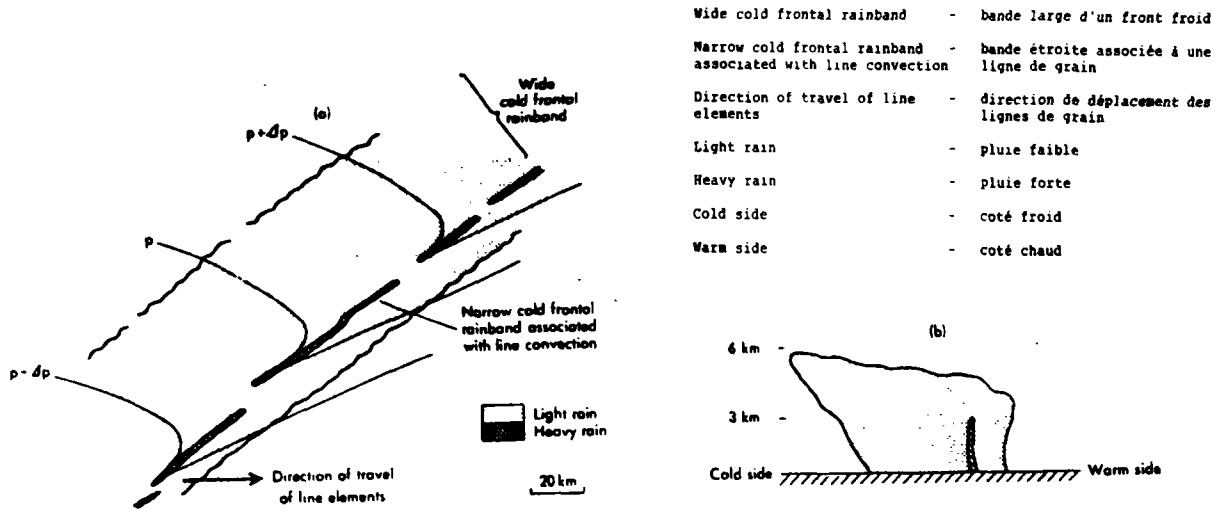 (a)
Wide
cold frontal
rainband
p+Δp
p
p-Δp
Narrow cold frontal
rainband associated
with line convection
Light rain
Heavy rain
Direction of travel
of line elements
20 km
Wide cold frontal rainband - bande large d'un front froid
Narrow cold frontal rainband - bande étroite associée à une
associated with line convection ligne de grain
Direction of travel of line - direction de déplacement des
elements lignes de grain
Light rain - pluie faible
Heavy rain - pluie forte
Cold side - coté froid
Warm side - coté chaud
(b)
6 km
3 km
Cold side
Warm side